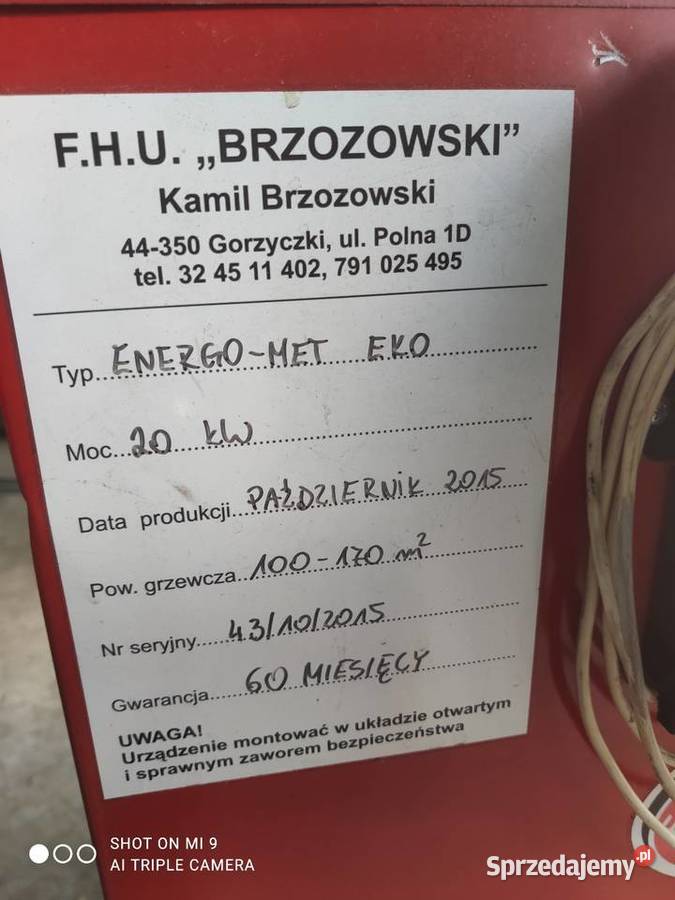 F.H.U. „BRZOZOWSKI”
Kamil Brzozowski
44-350 Gorzyczki, ul. Polna 1D
tel. 32 45 11 402, 791 025 495
Typ...ENERGO-MET EKO
Moc...20 kW
Data produkcji...PAŹDZIERNIK 2015
Pow. grzewcza...100-170 m²
Nr seryjny...43/10/2015
Gwarancja...60 MIESIĘCY
UWAGA!
Urządzenie montować w układzie otwartym
i sprawnym zaworem bezpieczeństwa
SHOT ON MI 9
AI TRIPLE CAMERA
Sprzedajemy.pl